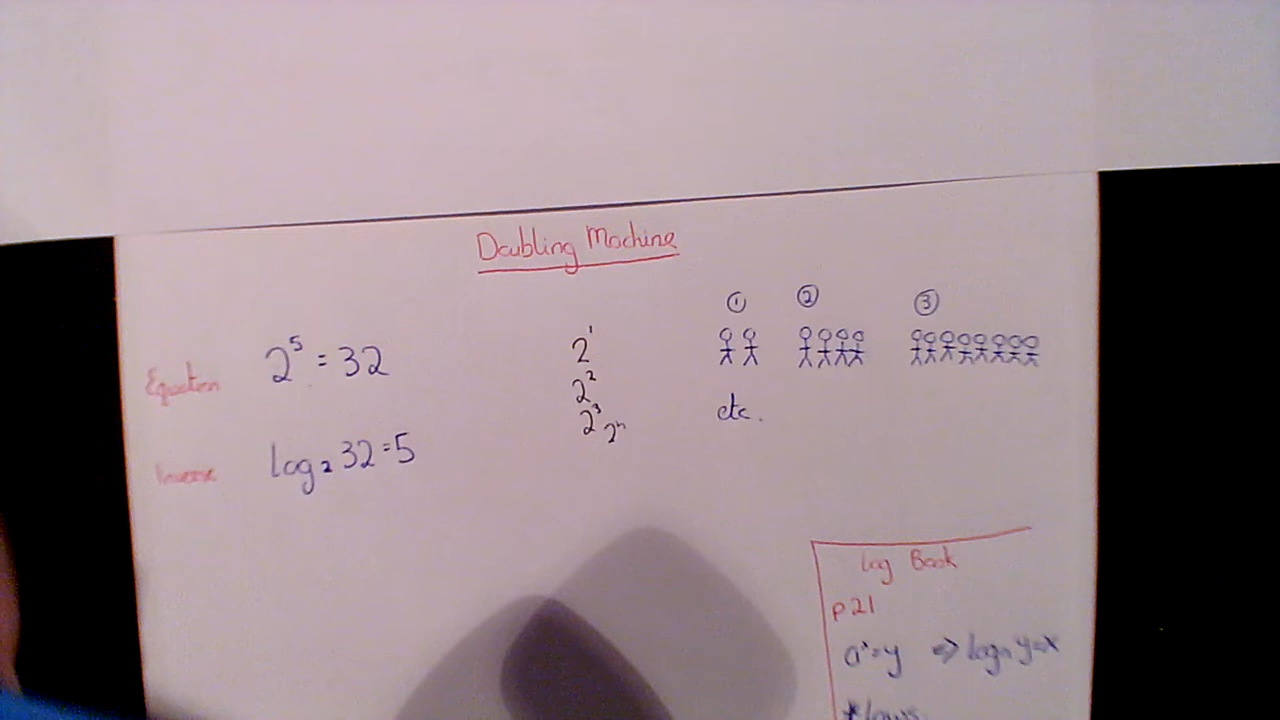 Doubling Machine
Equation 2⁵ = 32
Inverse log₂ 32 = 5
2¹
2²
2³
2ⁿ
① ② ③
etc.
Log Book
p21
aˣ=y ⇒ logₐ y=x
*laws